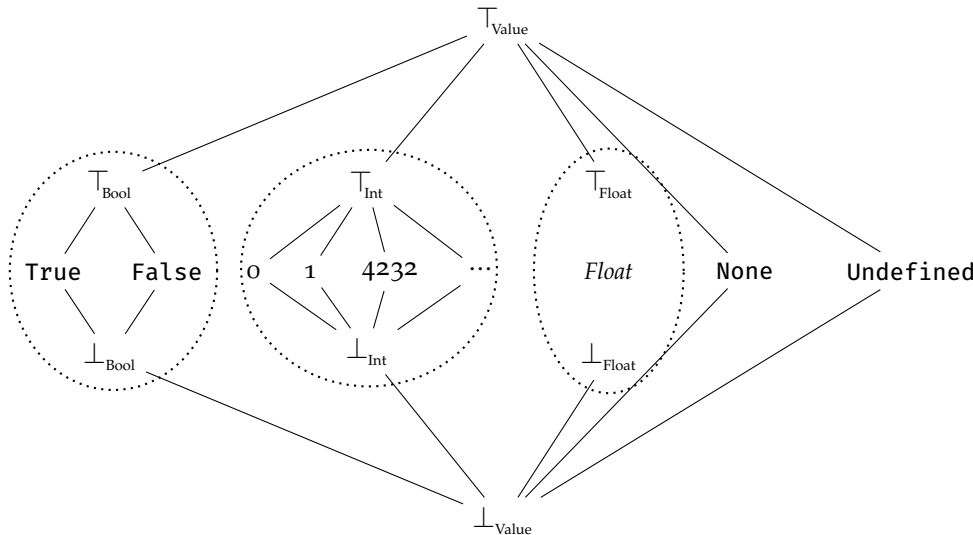 ⊤Value
⊤Bool ⊤Int ⊤Float
True False 0 1 4232 ... Float None Undefined
⊥Bool ⊥Int ⊥Float
⊥Value